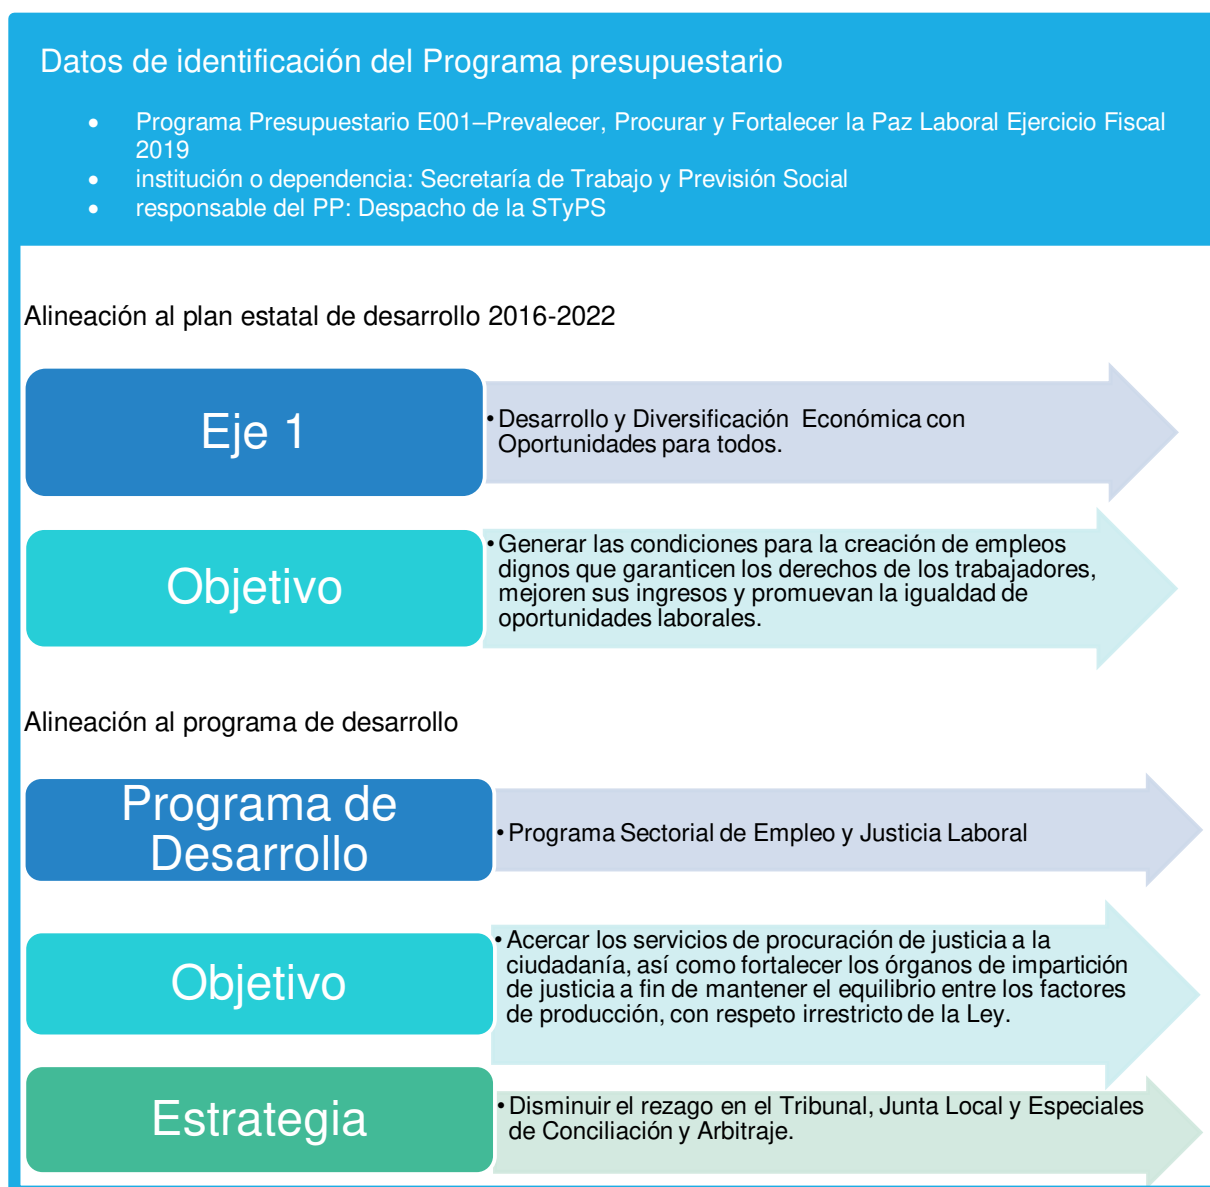 Datos de identificación del Programa presupuestario
• Programa Presupuestario E001–Prevalecer, Procurar y Fortalecer la Paz Laboral Ejercicio Fiscal
2019
• institución o dependencia: Secretaría de Trabajo y Previsión Social
• responsable del PP: Despacho de la STyPS
Alineación al plan estatal de desarrollo 2016-2022
Eje 1
• Desarrollo y Diversificación Económica con
Oportunidades para todos.
Objetivo
• Generar las condiciones para la creación de empleos
dignos que garanticen los derechos de los trabajadores,
mejoren sus ingresos y promuevan la igualdad de
oportunidades laborales.
Alineación al programa de desarrollo
Programa de
Desarrollo
• Programa Sectorial de Empleo y Justicia Laboral
Objetivo
• Acercar los servicios de procuración de justicia a la
ciudadanía, así como fortalecer los órganos de impartición
de justicia a fin de mantener el equilibrio entre los factores
de producción, con respeto irrestricto de la Ley.
Estrategia
• Disminuir el rezago en el Tribunal, Junta Local y Especiales
de Conciliación y Arbitraje.